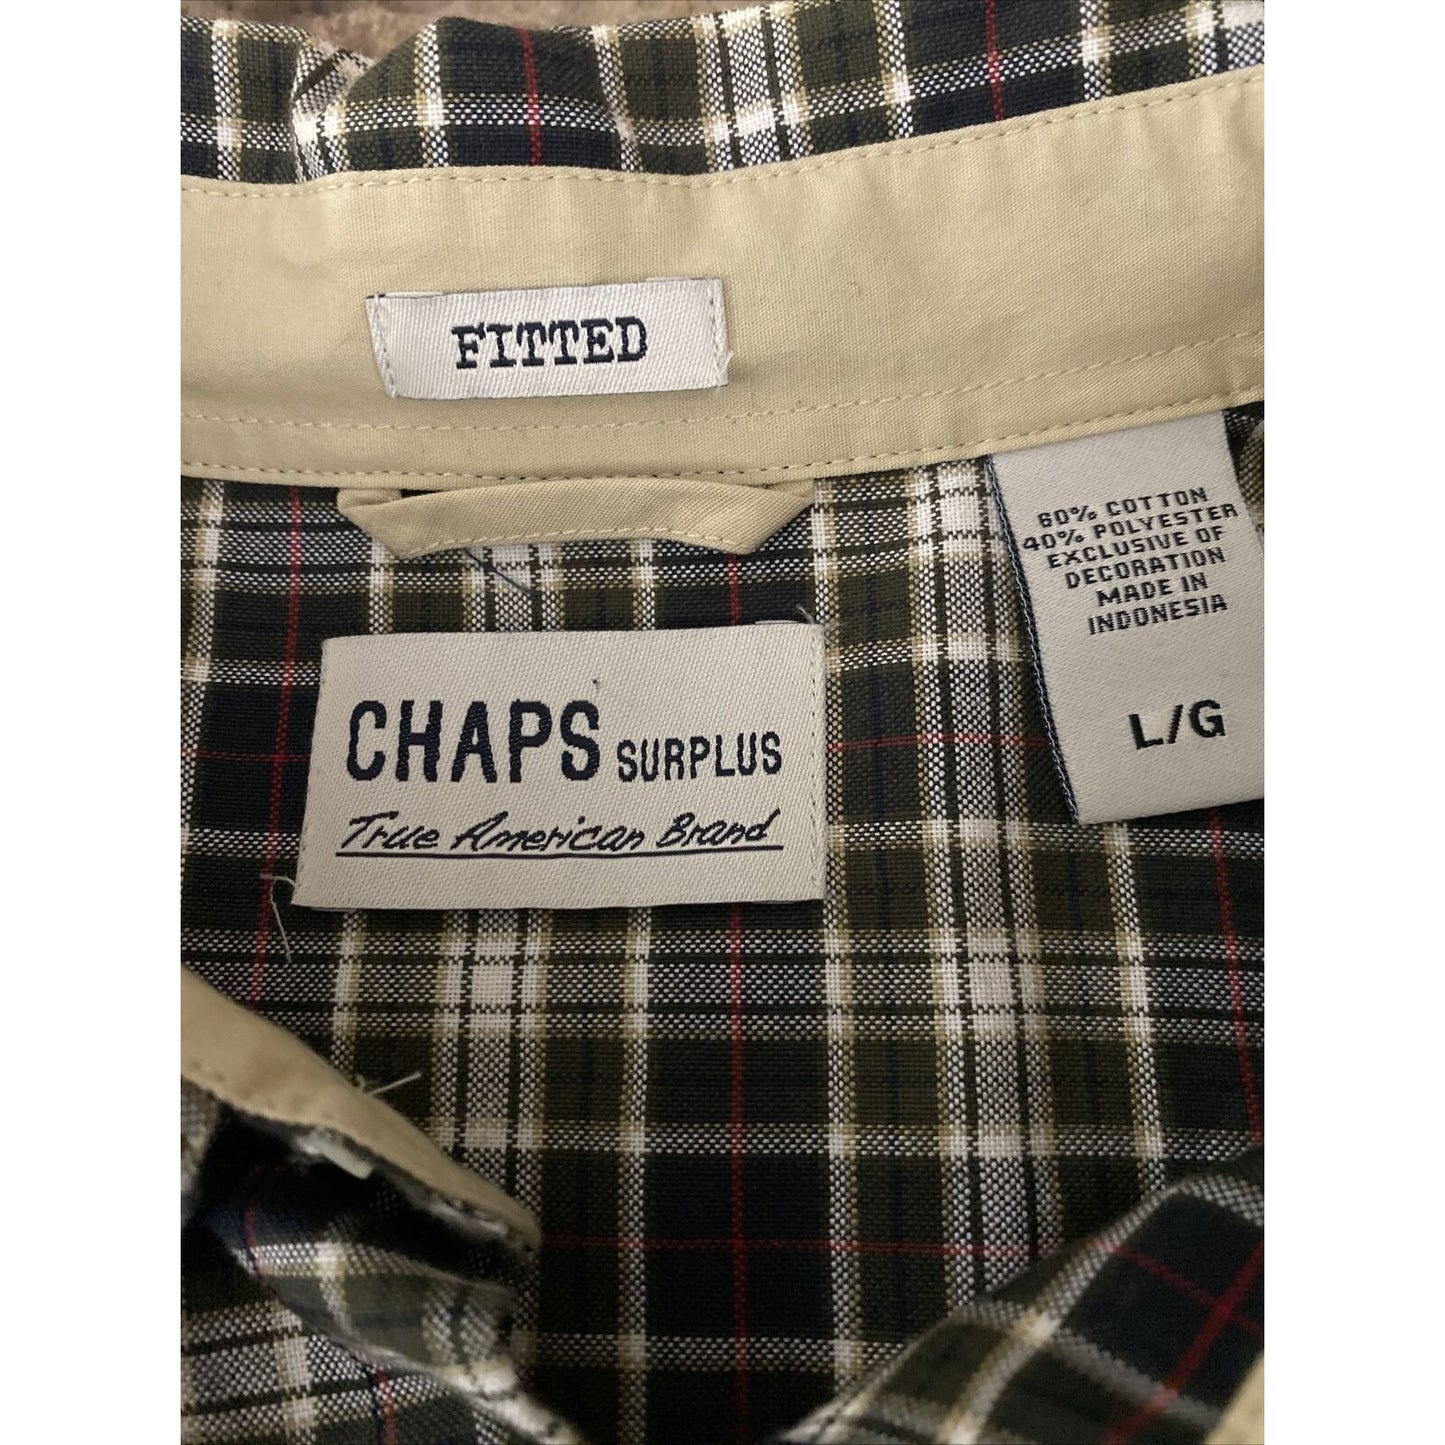 FITTED
60% COTTON
40% POLYESTER
EXCLUSIVE OF
DECORATION
MADE IN
INDONESIA
L/G
CHAPS SURPLUS
True American Brand